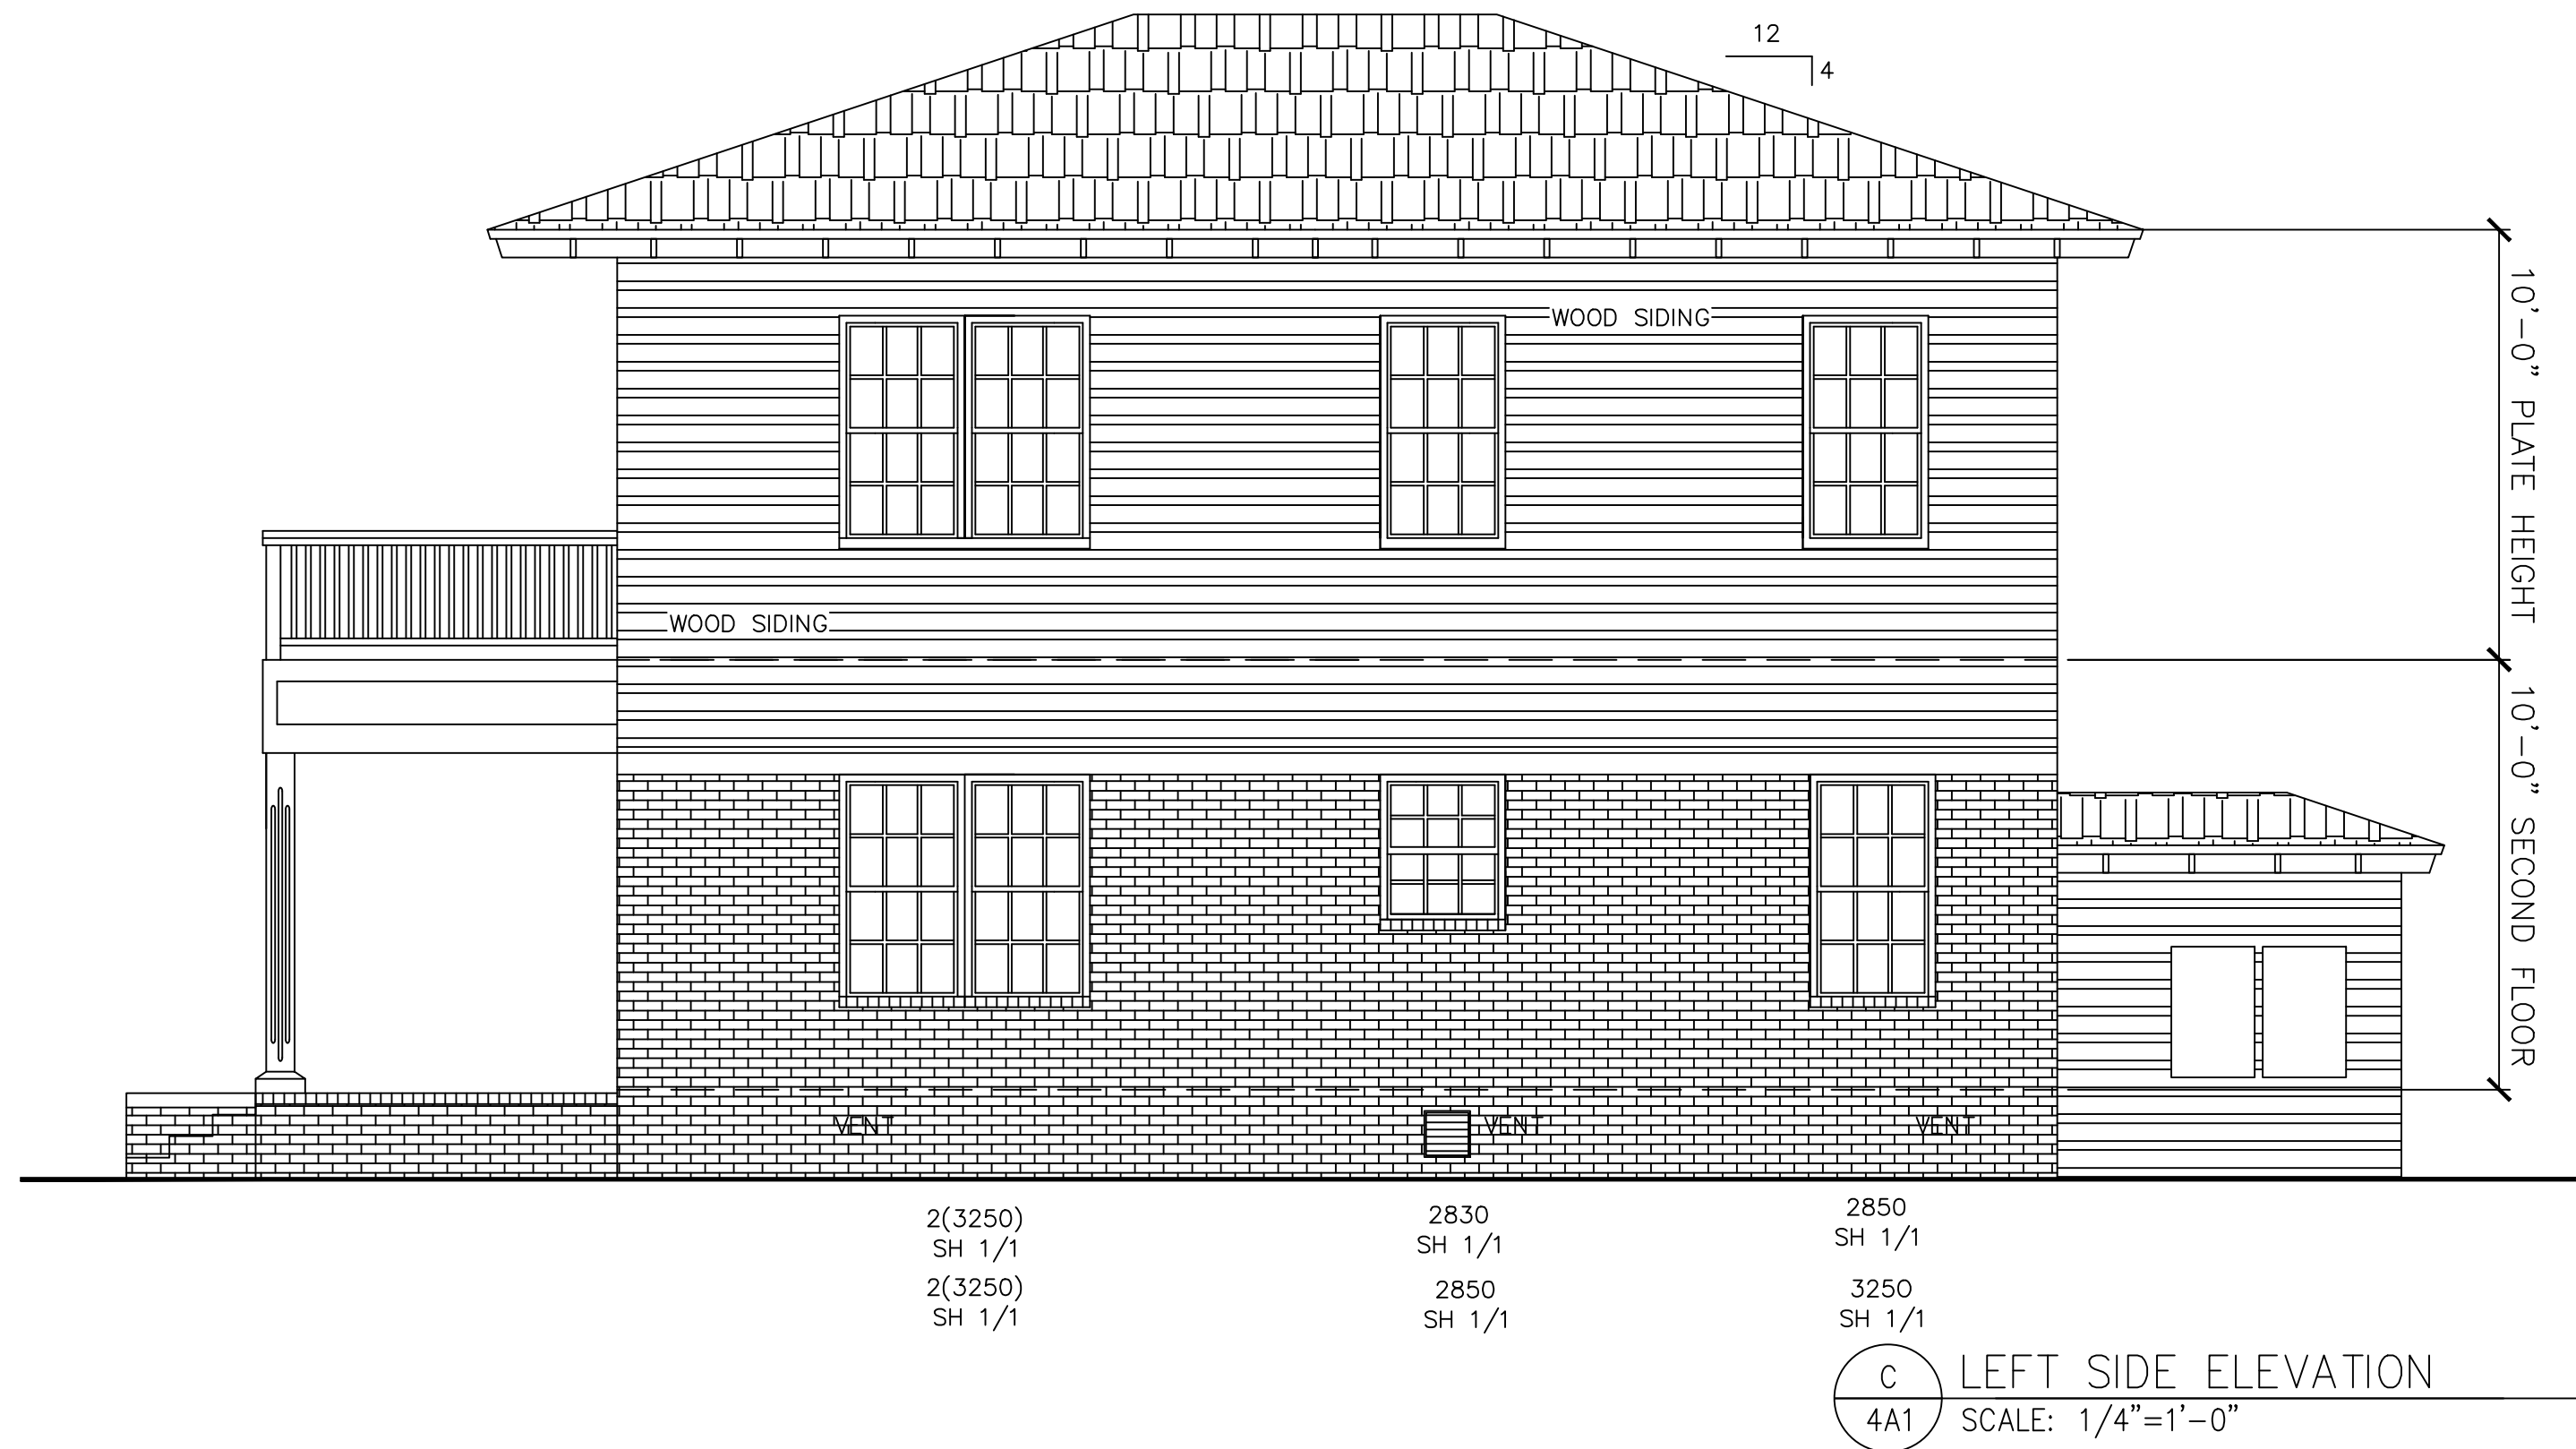 12
4
WOOD SIDING
10'-0" PLATE HEIGHT
WOOD SIDING
10'-0" SECOND FLOOR
VENT
VENT
VENT
2(3250)
SH 1/1
2(3250)
SH 1/1
2830
SH 1/1
2850
SH 1/1
2850
SH 1/1
3250
SH 1/1
C
4A1
LEFT SIDE ELEVATION
SCALE: 1/4"=1'-0"